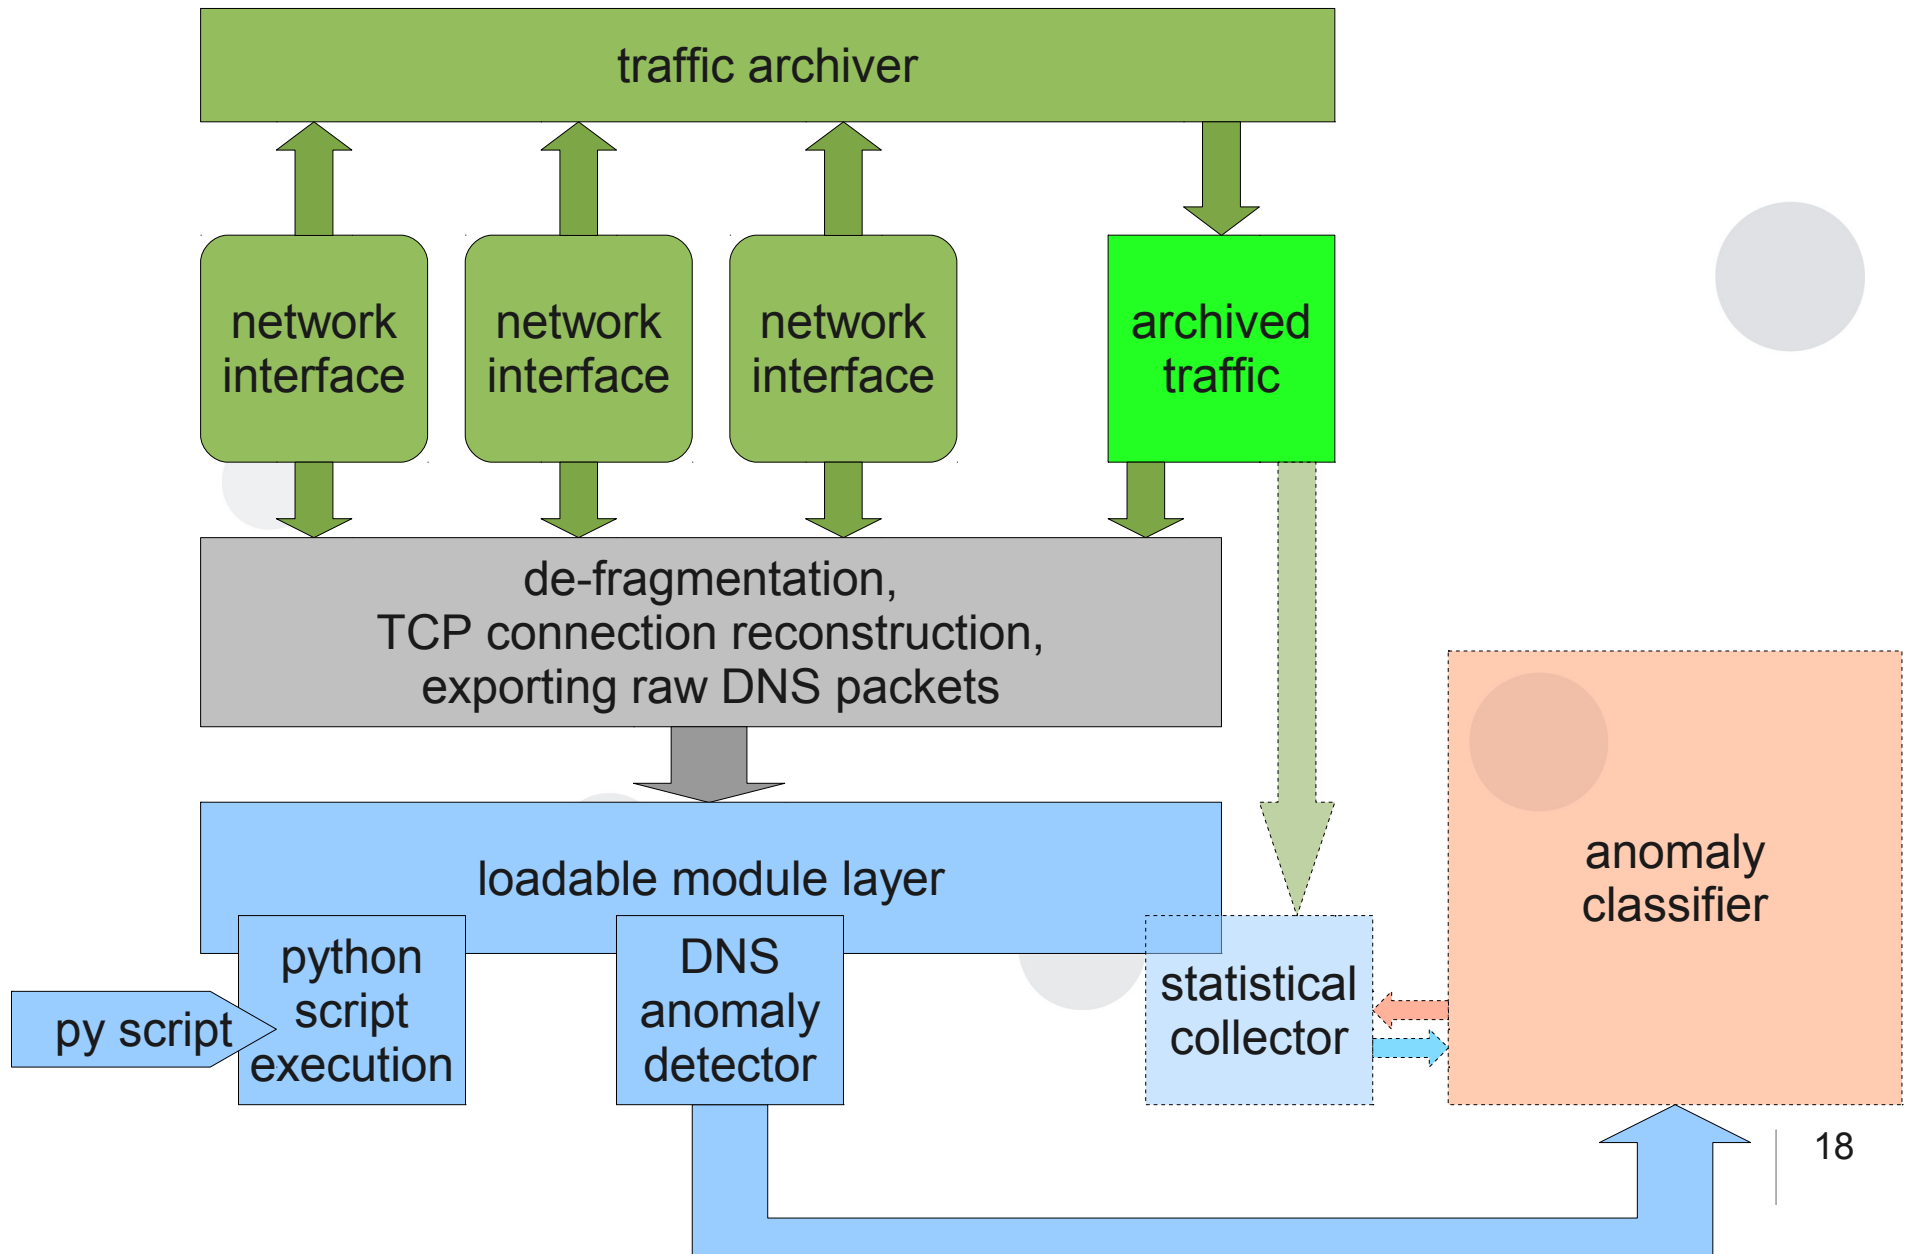 traffic archiver
network
interface
network
interface
network
interface
archived
traffic
de-fragmentation,
TCP connection reconstruction,
exporting raw DNS packets
loadable module layer
py script
python
script
execution
DNS
anomaly
detector
statistical
collector
anomaly
classifier
18